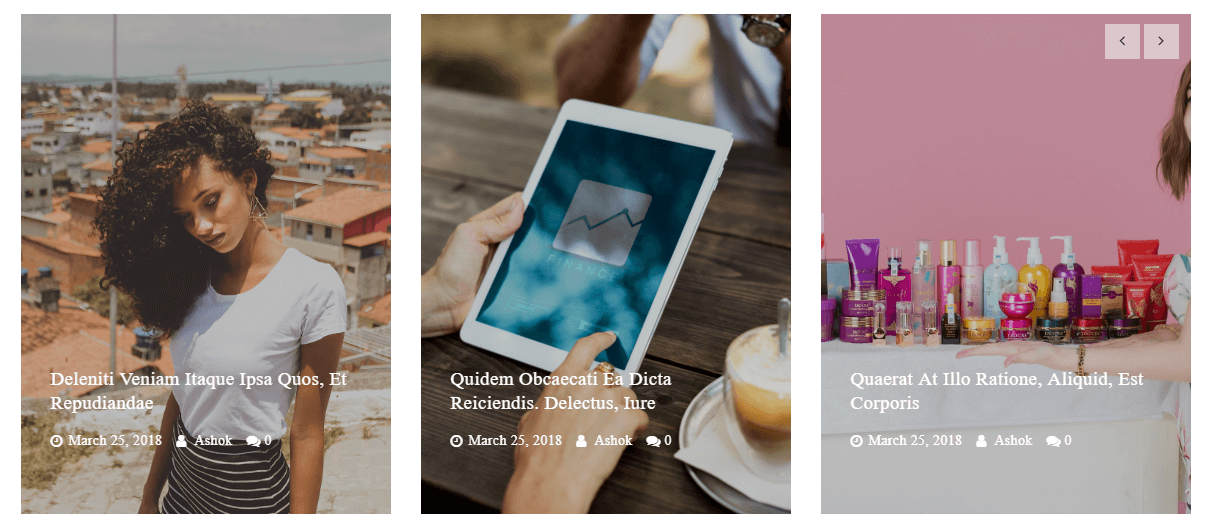 Deleniti Veniam Itaque Ipsa Quos, Et
Repudiandae
March 25, 2018 Ashok 0
FINANCE
Quidem Obcaecati Ea Dicta
Reiciendis. Delectus, Iure
March 25, 2018 Ashok 0
Quaerat At Illo Ratione, Aliquid, Est
Corporis
March 25, 2018 Ashok 0